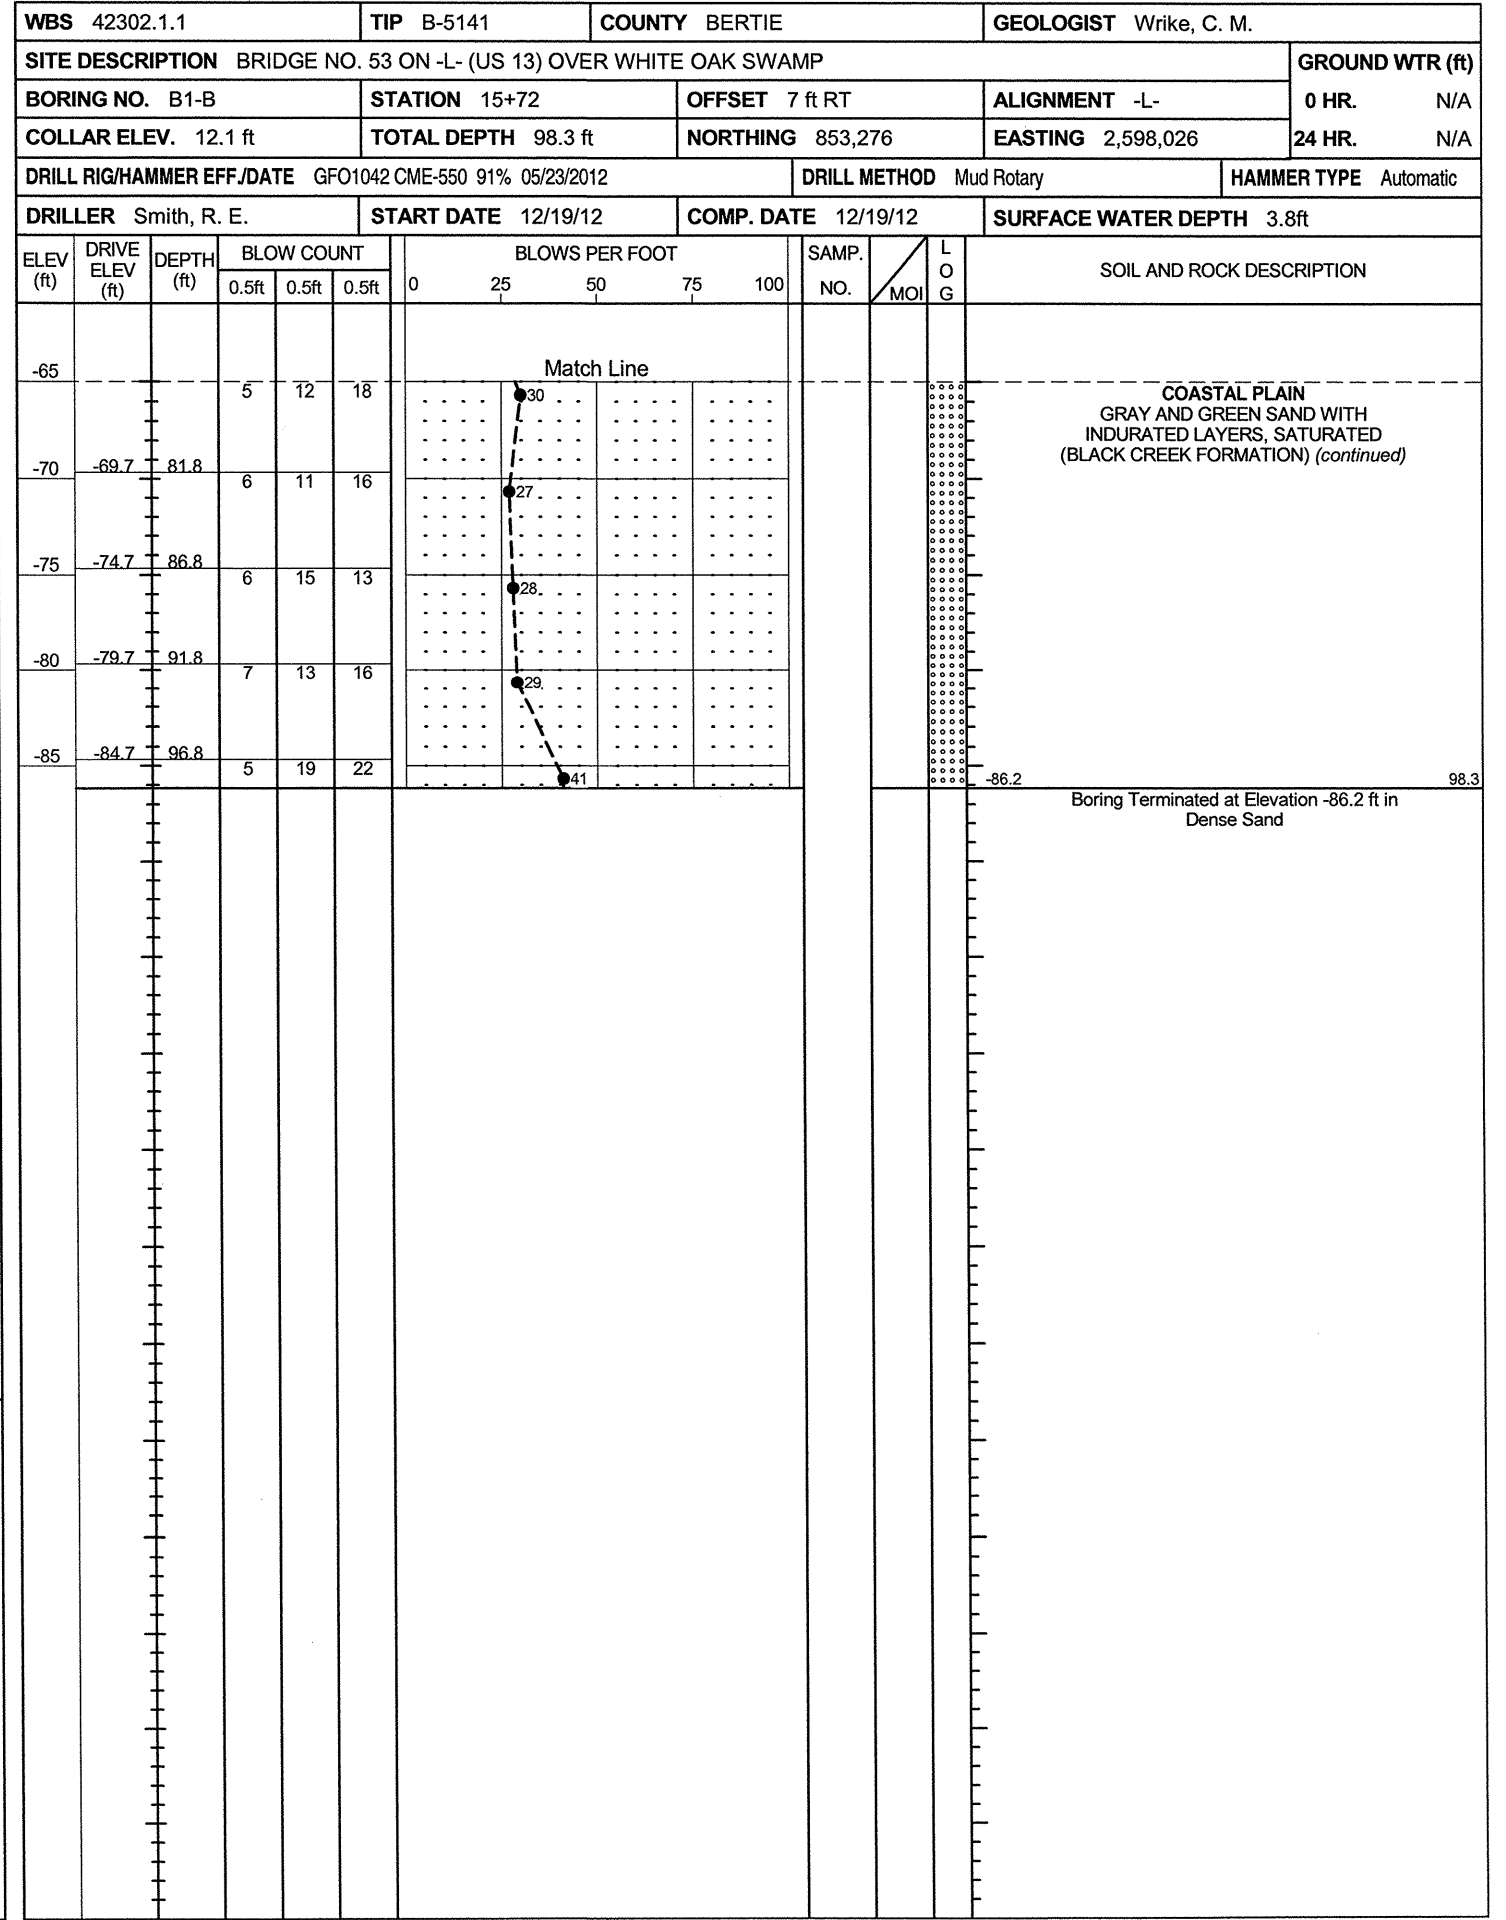 WBS 42302.1.1 TIP B-5141 COUNTY BERTIE GEOLOGIST Wrike, C. M.
SITE DESCRIPTION BRIDGE NO. 53 ON -L- (US 13) OVER WHITE OAK SWAMP GROUND WTR (ft)
BORING NO. B1-B STATION 15+72 OFFSET 7 ft RT ALIGNMENT -L- 0 HR. N/A
COLLAR ELEV. 12.1 ft TOTAL DEPTH 98.3 ft NORTHING 853,276 EASTING 2,598,026 24 HR. N/A
DRILL RIG/HAMMER EFF./DATE GFO1042 CME-550 91% 05/23/2012 DRILL METHOD Mud Rotary HAMMER TYPE Automatic
DRILLER Smith, R. E. START DATE 12/19/12 COMP. DATE 12/19/12 SURFACE WATER DEPTH 3.8ft
ELEV (ft) DRIVE ELEV (ft) DEPTH (ft) BLOW COUNT BLOWS PER FOOT SAMP. NO. MOI LOG SOIL AND ROCK DESCRIPTION
0.5ft 0.5ft 0.5ft 0 25 50 75 100
-65 Match Line
5 12 18 30 COASTAL PLAIN
GRAY AND GREEN SAND WITH
INDURATED LAYERS, SATURATED
(BLACK CREEK FORMATION) (continued)
-70 -69.7 81.8
6 11 16 27
-75 -74.7 86.8
6 15 13 28
-80 -79.7 91.8
7 13 16 29
-85 -84.7 96.8
5 19 22 41 -86.2 98.3
Boring Terminated at Elevation -86.2 ft in
Dense Sand